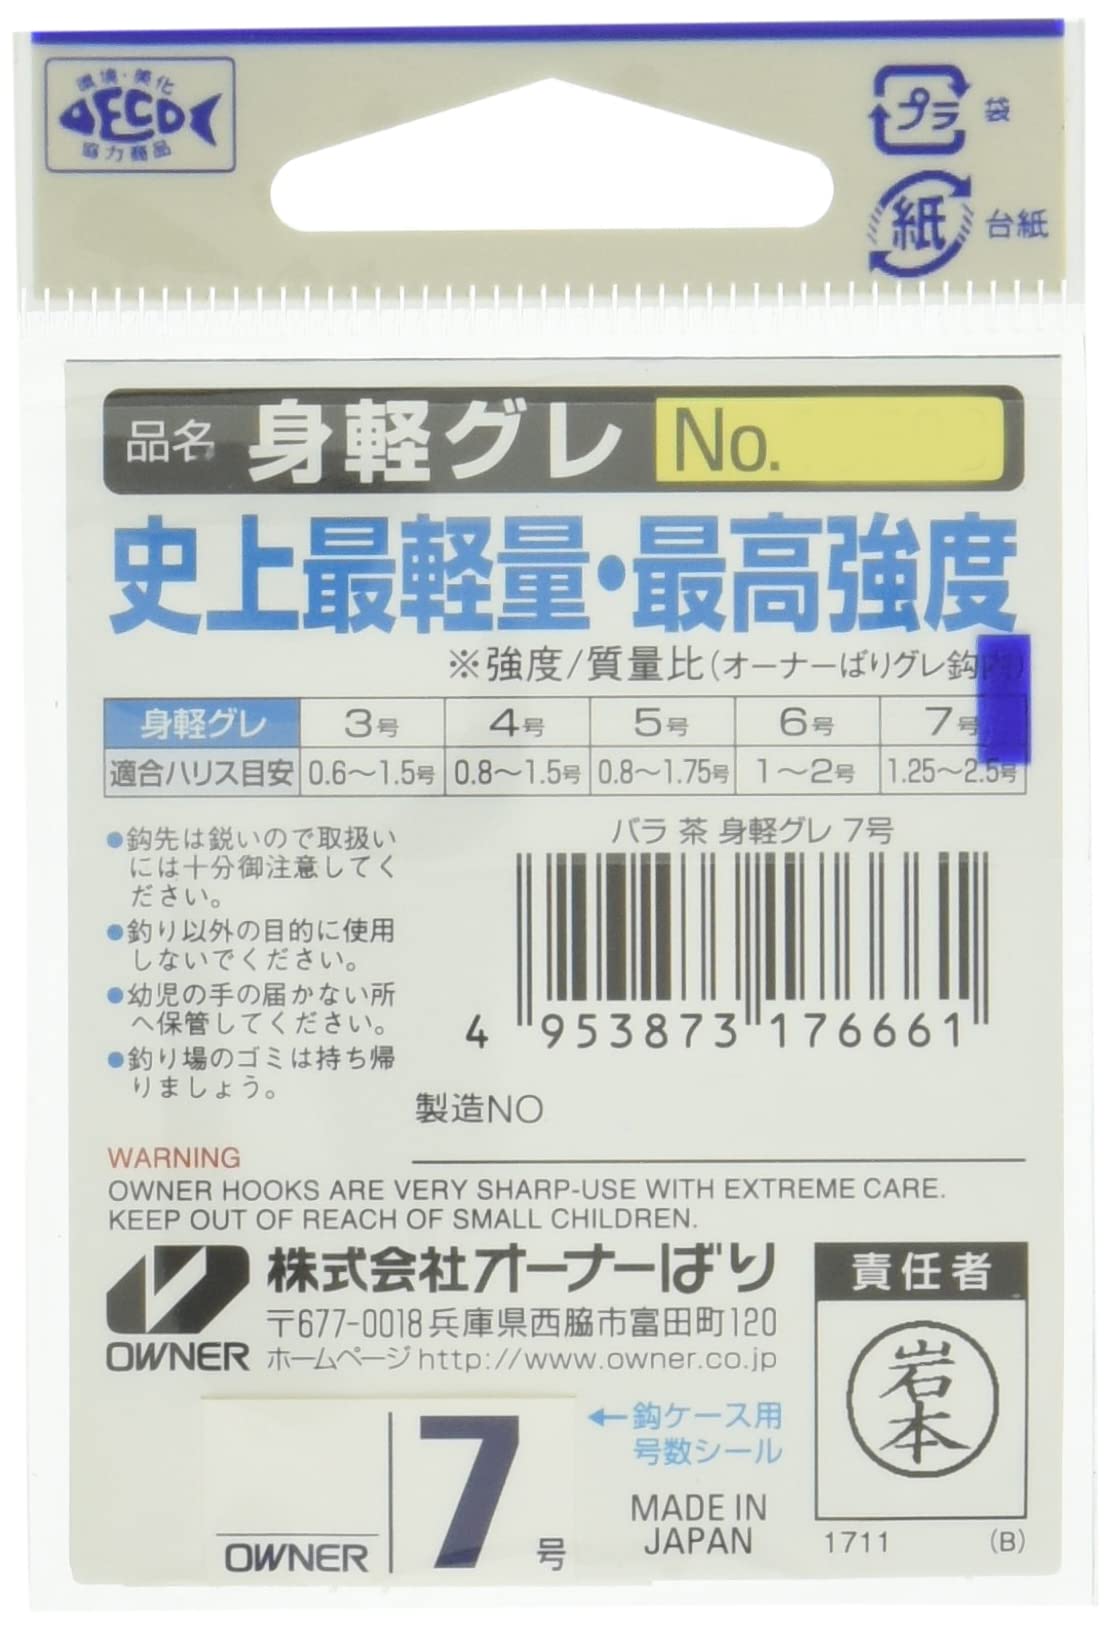 環境・美化
ECO
協力商品
プラ 袋
紙 台紙
品名 身軽グレ No.
史上最軽量・最高強度
※強度/質量比(オーナーばりグレ鈎内)
身軽グレ 3号 4号 5号 6号 7号
適合ハリス目安 0.6〜1.5号 0.8〜1.5号 0.8〜1.75号 1〜2号 1.25〜2.5号
●鈎先は鋭いので取扱い
には十分御注意してく
ださい。
●釣り以外の目的に使用
しないでください。
●幼児の手の届かない所
へ保管してください。
●釣り場のゴミは持ち帰
りましょう。
バラ 茶 身軽グレ 7号
4 953873 176661
製造NO
WARNING
OWNER HOOKS ARE VERY SHARP-USE WITH EXTREME CARE.
KEEP OUT OF REACH OF SMALL CHILDREN.
OWNER
株式会社オーナーばり
〒677-0018兵庫県西脇市富田町120
ホームページhttp://www.owner.co.jp
責任者
岩本
←鈎ケース用
号数シール
OWNER 7号
MADE IN
JAPAN
1711 (B)